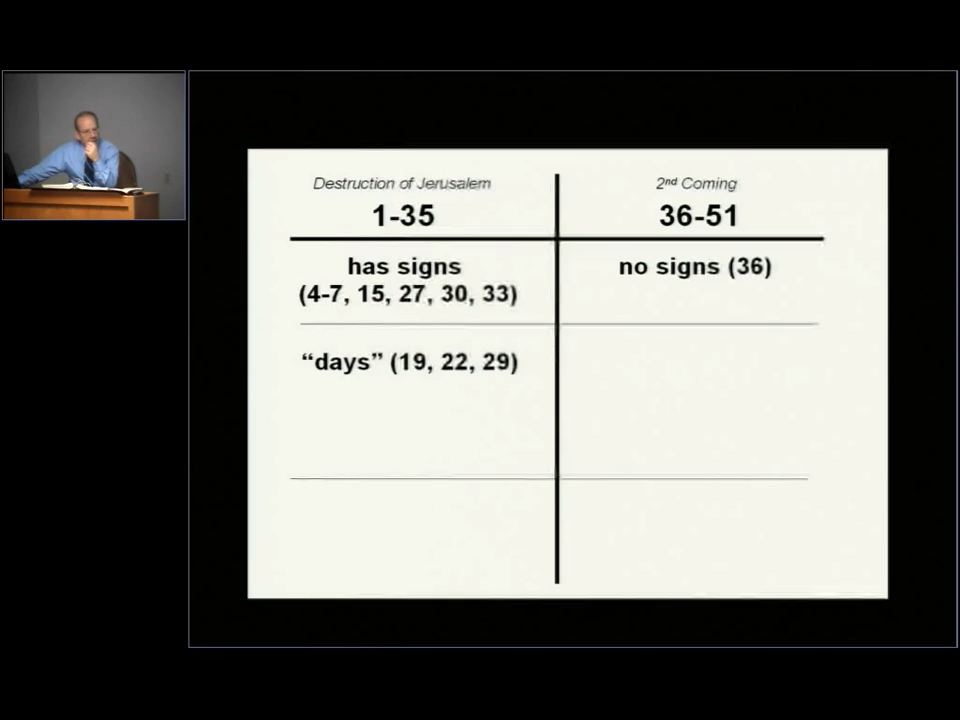 Destruction of Jerusalem
1-35
2nd Coming
36-51
has signs
(4-7, 15, 27, 30, 33)
no signs (36)
“days” (19, 22, 29)